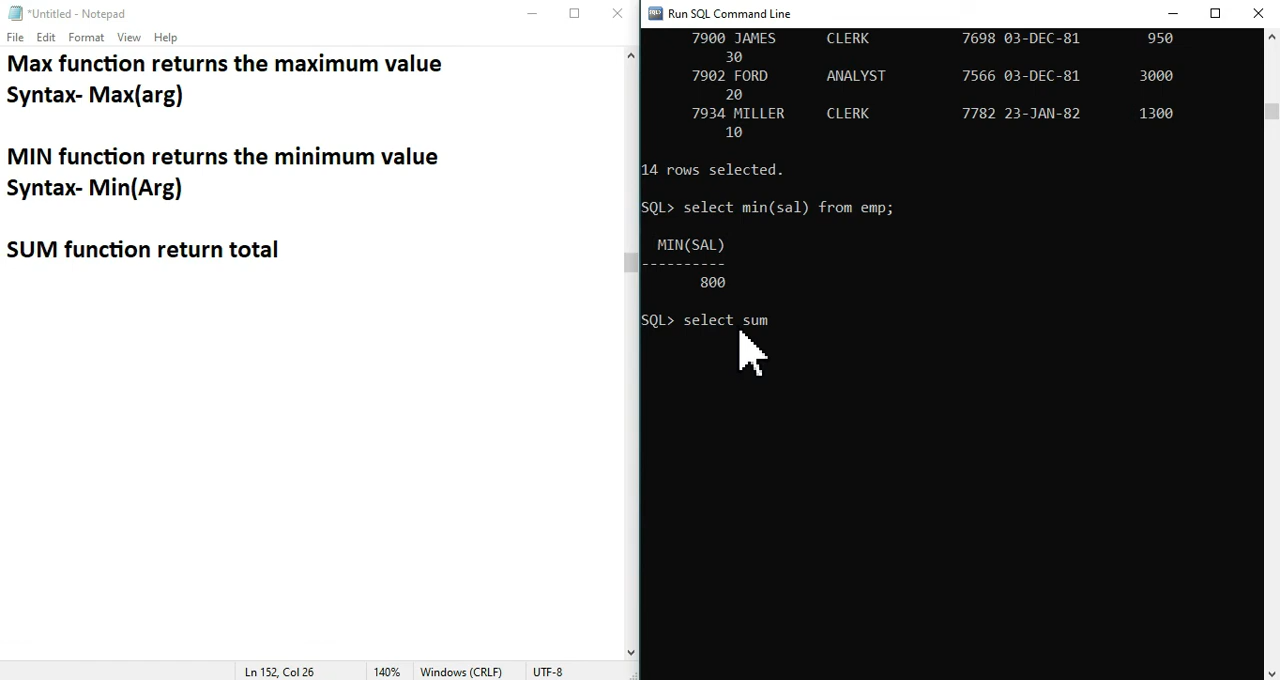 *Untitled - Notepad
File Edit Format View Help
Max function returns the maximum value
Syntax- Max(arg)
MIN function returns the minimum value
Syntax- Min(Arg)
SUM function return total
Ln 152, Col 26 140% Windows (CRLF) UTF-8
Run SQL Command Line
7900 JAMES CLERK 7698 03-DEC-81 950
30
7902 FORD ANALYST 7566 03-DEC-81 3000
20
7934 MILLER CLERK 7782 23-JAN-82 1300
10
14 rows selected.
SQL> select min(sal) from emp;
MIN(SAL)
----------
800
SQL> select sum